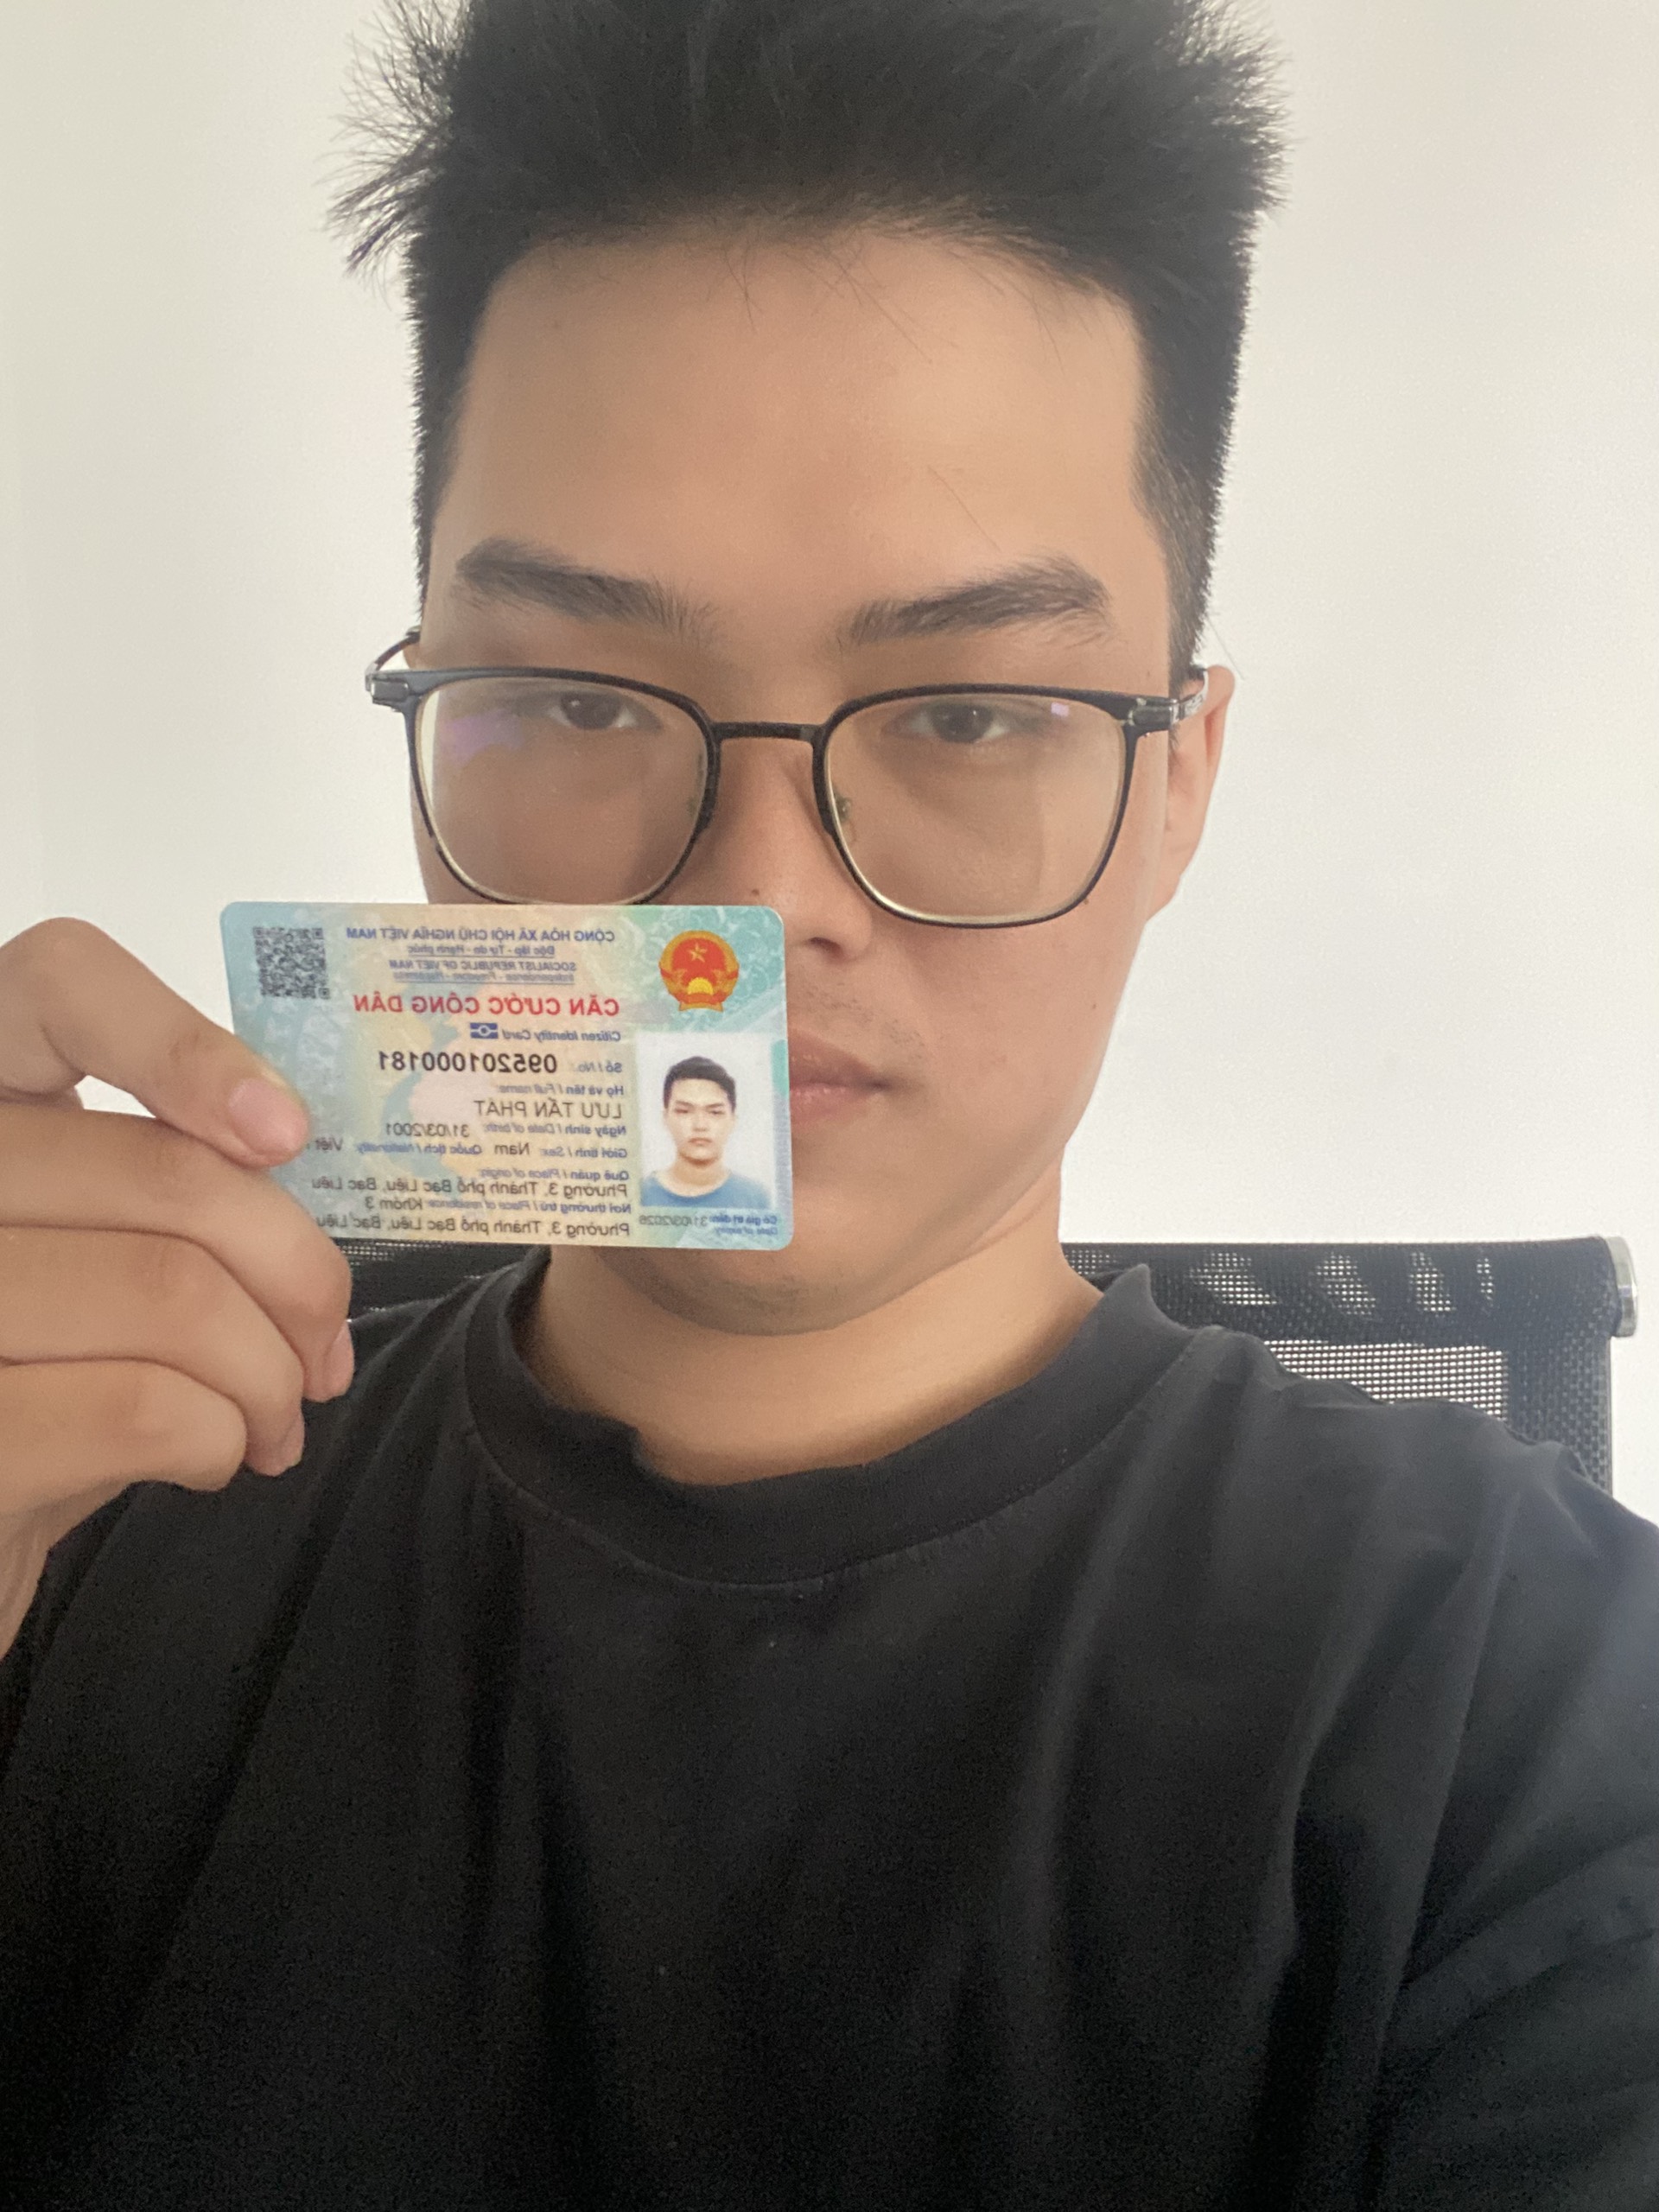 CỘNG HÒA XÃ HỘI CHỦ NGHĨA VIỆT NAM
Độc lập - Tự do - Hạnh phúc
SOCIALIST REPUBLIC OF VIET NAM
Independence - Freedom - Happiness
CĂN CƯỚC CÔNG DÂN
Citizen Identity Card
Số / No.: 095201000181
Họ và tên / Full name:
LƯU TẤN PHÁT
Ngày sinh / Date of birth: 31/03/2001
Giới tính / Sex: Nam Quốc tịch / Nationality: Việt
Quê quán / Place of origin:
Phường 3, Thành phố Bạc Liêu, Bạc Liêu
Nơi thường trú / Place of residence: Khóm 3
Phường 3, Thành phố Bạc Liêu, Bạc Liêu
Có giá trị đến: 31/03/2026
Date of expiry